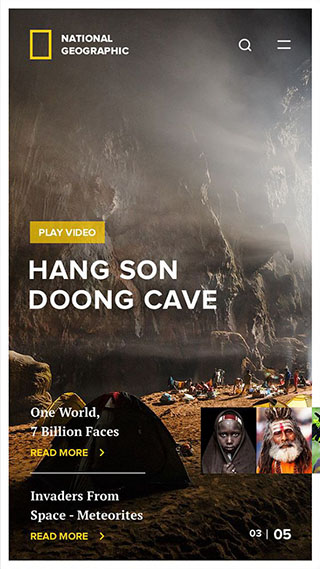 NATIONAL
GEOGRAPHIC
PLAY VIDEO
HANG SON
DOONG CAVE
One World,
7 Billion Faces
READ MORE >
Invaders From
Space - Meteorites
READ MORE >
03 | 05